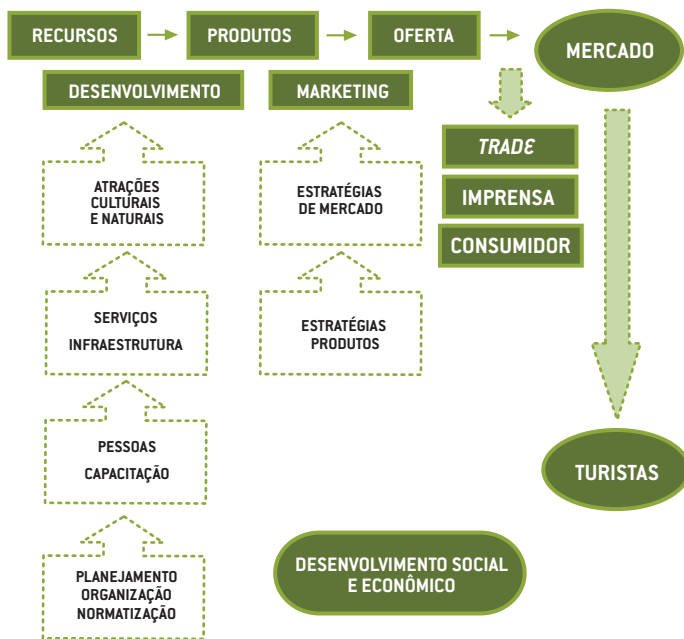 RECURSOS
PRODUTOS
OFERTA
MERCADO
DESENVOLVIMENTO
MARKETING
ATRAÇÕES
CULTURAIS
E NATURAIS
ESTRATÉGIAS
DE MERCADO
TRADE
IMPRENSA
CONSUMIDOR
SERVIÇOS
INFRAESTRUTURA
ESTRATÉGIAS
PRODUTOS
PESSOAS
CAPACITAÇÃO
TURISTAS
PLANEJAMENTO
ORGANIZAÇÃO
NORMATIZAÇÃO
DESENVOLVIMENTO SOCIAL
E ECONÔMICO